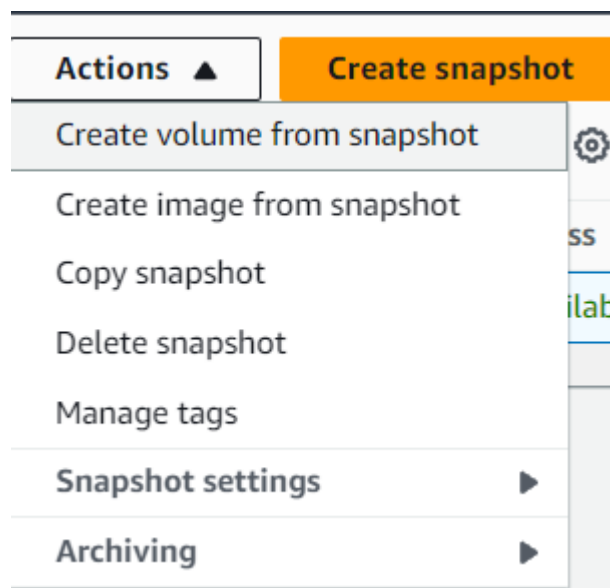 Actions Create snapshot
Create volume from snapshot
Create image from snapshot
Copy snapshot
Delete snapshot
Manage tags
Snapshot settings
Archiving